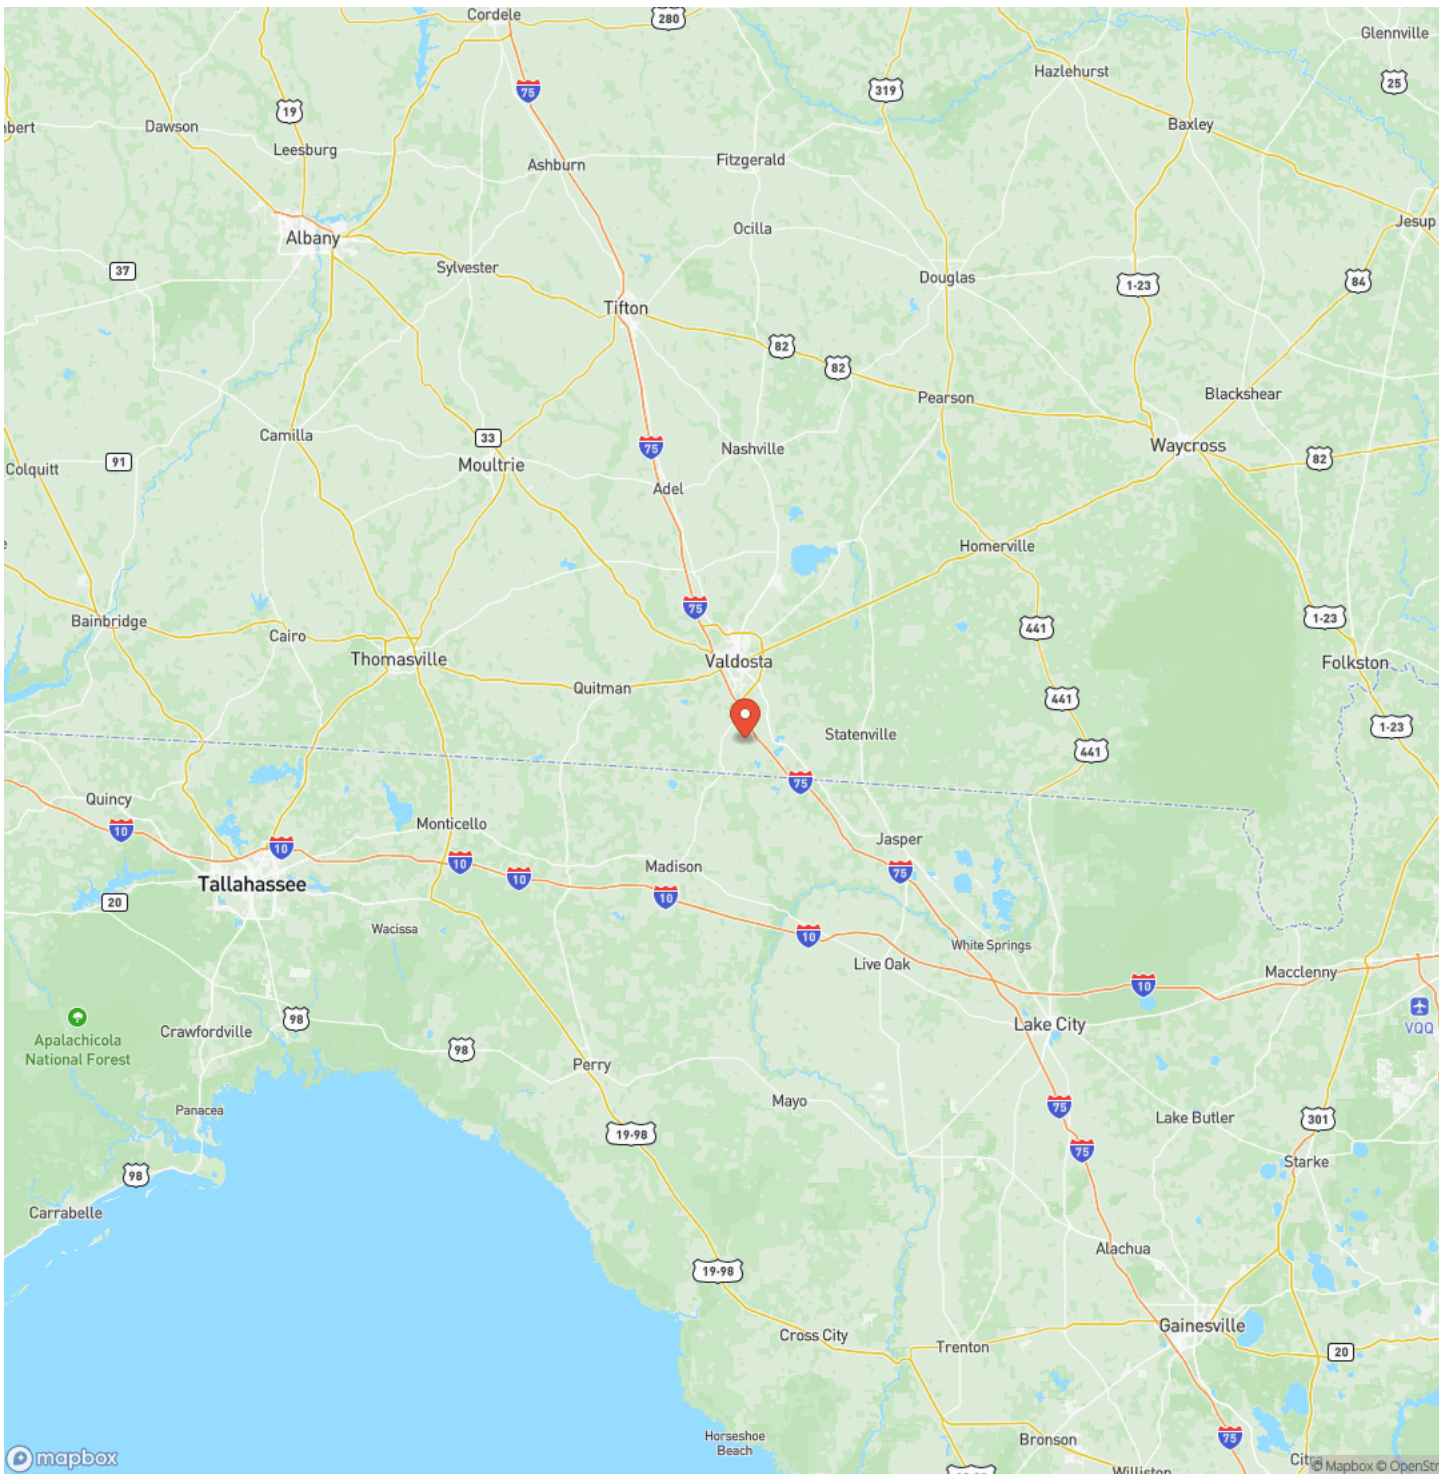 Cordele
280
Glennville
75
Hazlehurst
319
25
19
Dawson
Baxley
Leesburg
Fitzgerald
Ashburn
Jesup
Ocilla
Albany
37
Sylvester
Douglas
1-23
84
Tifton
82
82
Pearson
Blackshear
Camilla
33
Waycross
75
Nashville
91
82
Moultrie
Colquitt
Adel
Homerville
75
1-23
Bainbridge
441
Cairo
Thomasville
Valdosta
Folkston
Quitman
441
1-23
Statenville
441
75
Quincy
10
Monticello
Jasper
10
10
Madison
75
10
Tallahassee
10
20
Wacissa
10
White Springs
Live Oak
Macclenny
10
98
Lake City
VQQ
Crawfordville
Apalachicola
National Forest
98
Perry
Mayo
75
Panacea
Lake Butler
301
19-98
75
Starke
98
Carrabelle
Alachua
19-98
Gainesville
Cross City
Trenton
20
Horseshoe
Beach
Bronson
75
mapbox
Williston
© Mapbox © OpenStr